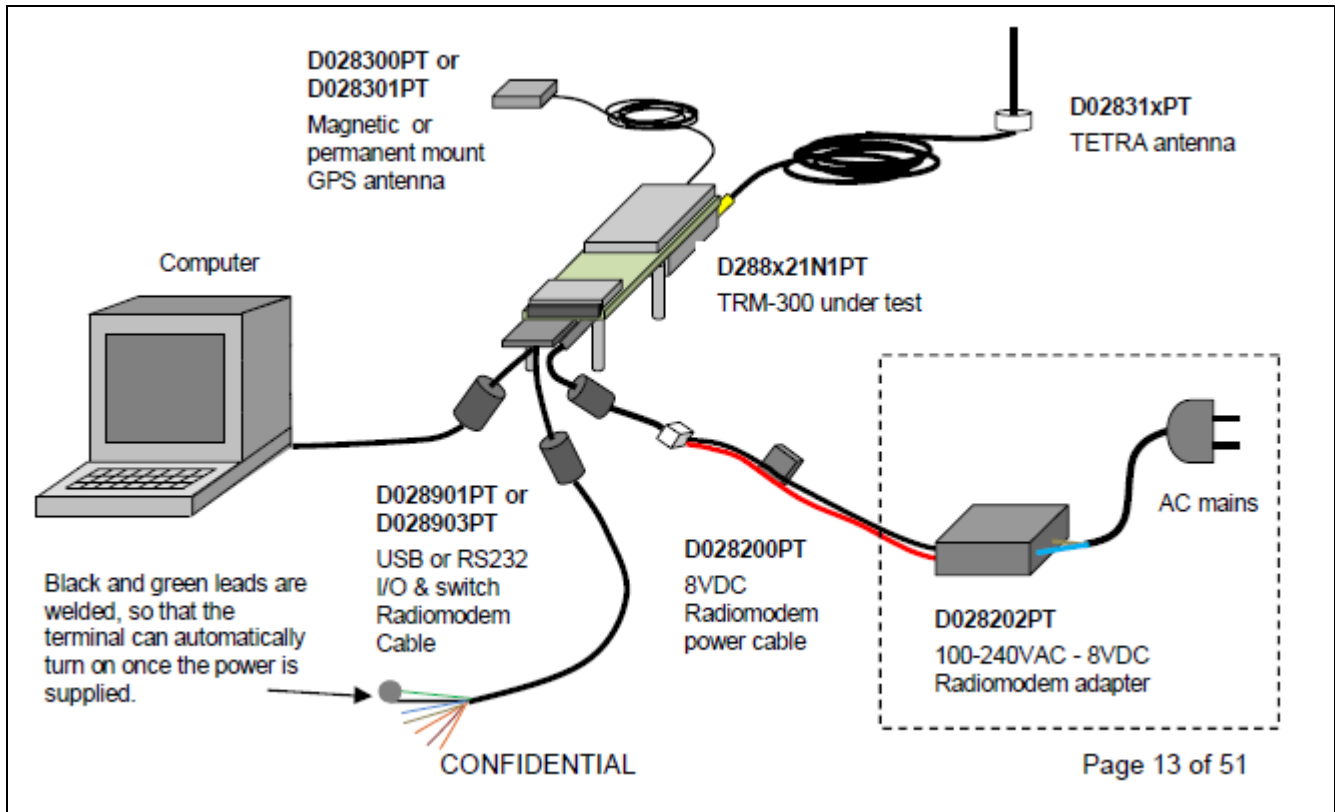 D028300PT or
D028301PT
Magnetic or
permanent mount
GPS antenna
D02831xPT
TETRA antenna
Computer
D288x21N1PT
TRM-300 under test
AC mains
D028901PT or
D028903PT
USB or RS232
I/O & switch
Radiomodem
Cable
D028200PT
8VDC
Radiomodem
power cable
D028202PT
100-240VAC - 8VDC
Radiomodem adapter
Black and green leads are
welded, so that the
terminal can automatically
turn on once the power is
supplied.
CONFIDENTIAL
Page 13 of 51